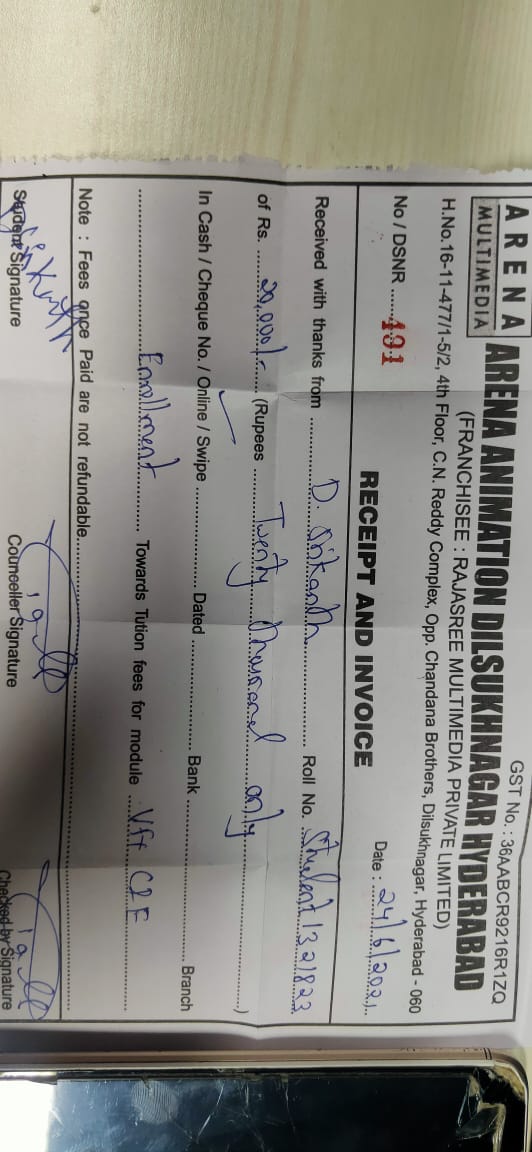 GST No. : 36AABCR9216R1ZQ
ARENA
MULTIMEDIA
ARENA ANIMATION DILSUKHNAGAR HYDERABAD
(FRANCHISEE : RAJASREE MULTIMEDIA PRIVATE LIMITED)
H.No.16-11-477/1-5/2, 4th Floor, C.N. Reddy Complex, Opp. Chandana Brothers, Dilsukhnagar, Hyderabad - 060
No / DSNR ...... 491 Date : 24/6/2021
RECEIPT AND INVOICE
Received with thanks from D. Srikanth Roll No. Student1321823
of Rs. 20,000/- (Rupees Twenty thousand only)
In Cash / Cheque No. / Online / Swipe Dated Bank Branch
Enrollment Towards Tution fees for module Vfx CPF
Note : Fees once Paid are not refundable
Student Signature Counceller Signature Checked by Signature